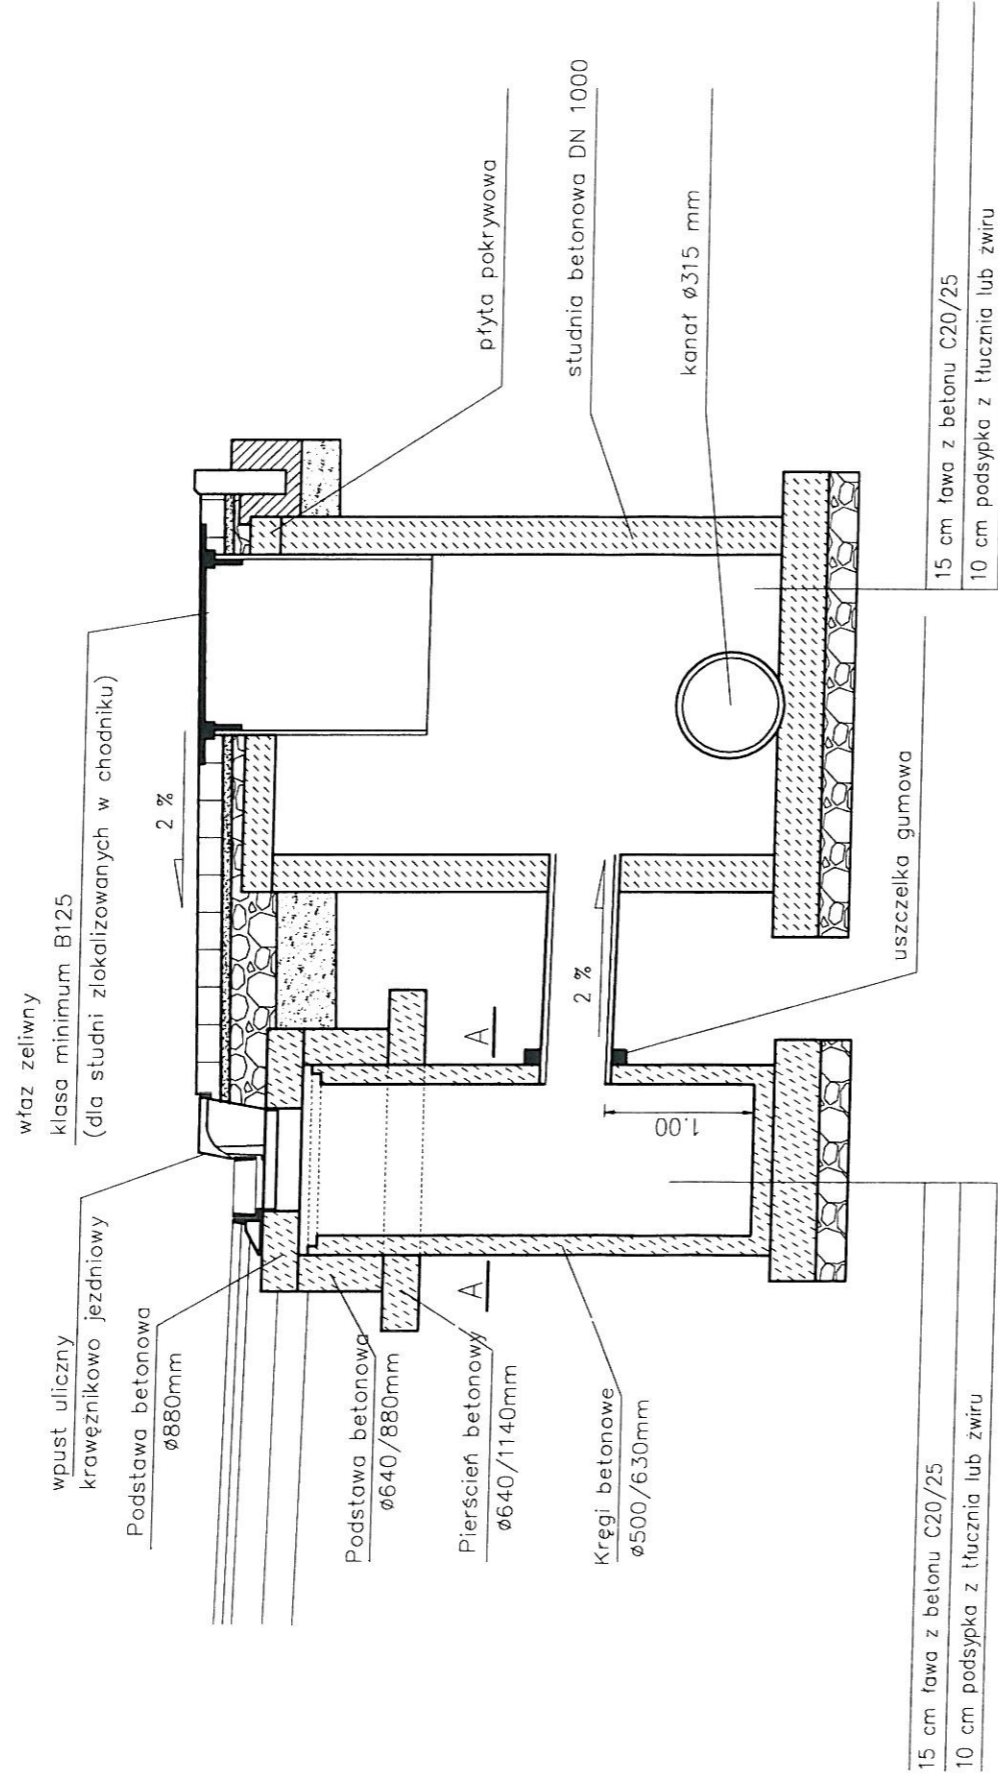 właz zeliwny
klasa minimum B125
(dla studni zlokalizowanych w chodniku)
wpust uliczny
krawężnikowo jezdniowy
Podstawa betonowa
ø880mm
Podstawa betonowa
ø640/880mm
Pierścień betonowy
ø640/1140mm
Kręgi betonowe
ø500/630mm
2 %
A
A
2 %
1.00
płyta pokrywowa
studnia betonowa DN 1000
kanał ø315 mm
uszczelka gumowa
15 cm ława z betonu C20/25
10 cm podsypka z tłucznia lub żwiru
15 cm ława z betonu C20/25
10 cm podsypka z tłucznia lub żwiru